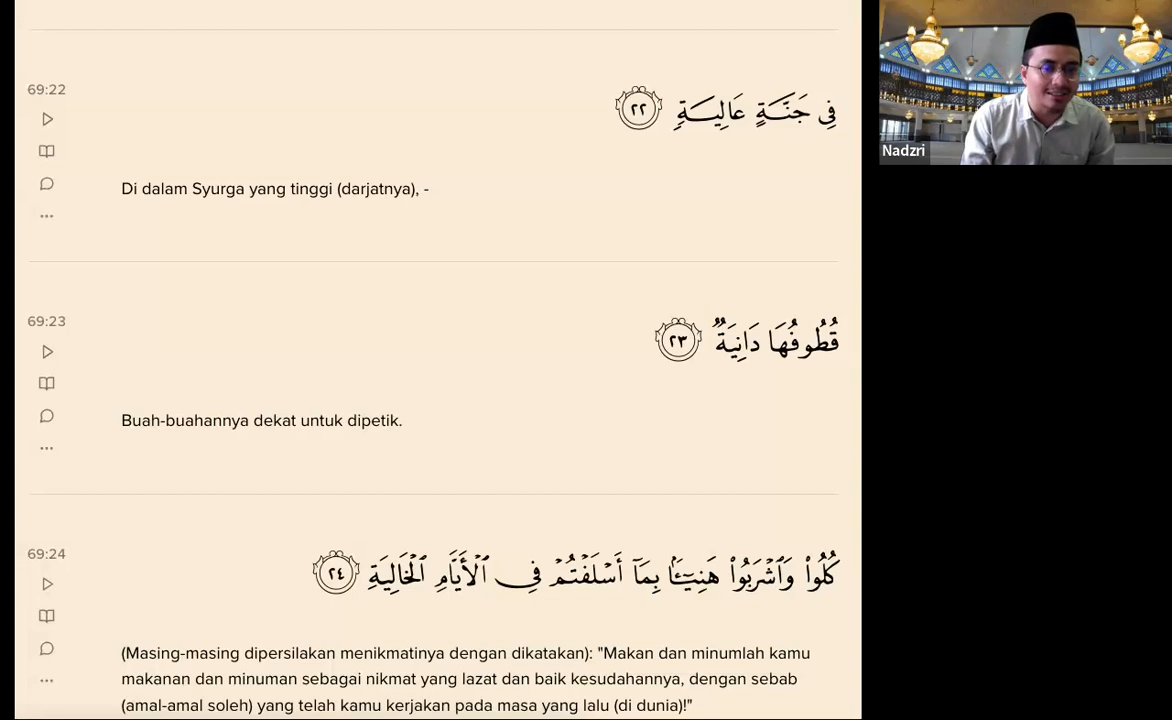 69:22
فِى جَنَّةٍ عَالِيَةٍۢ ٢٢
Di dalam Syurga yang tinggi (darjatnya), -
69:23
قُطُوفُهَا دَانِيَةٌۭ ٢٣
Buah-buahannya dekat untuk dipetik.
69:24
كُلُوا۟ وَٱشْرَبُوا۟ هَنِيٓـًٔۢا بِمَآ أَسْلَفْتُمْ فِى ٱلْأَيَّامِ ٱلْخَالِيَةِ ٢٤
(Masing-masing dipersilakan menikmatinya dengan dikatakan): "Makan dan minumlah kamu
makanan dan minuman sebagai nikmat yang lazat dan baik kesudahannya, dengan sebab
(amal-amal soleh) yang telah kamu kerjakan pada masa yang lalu (di dunia)!"
Nadzri